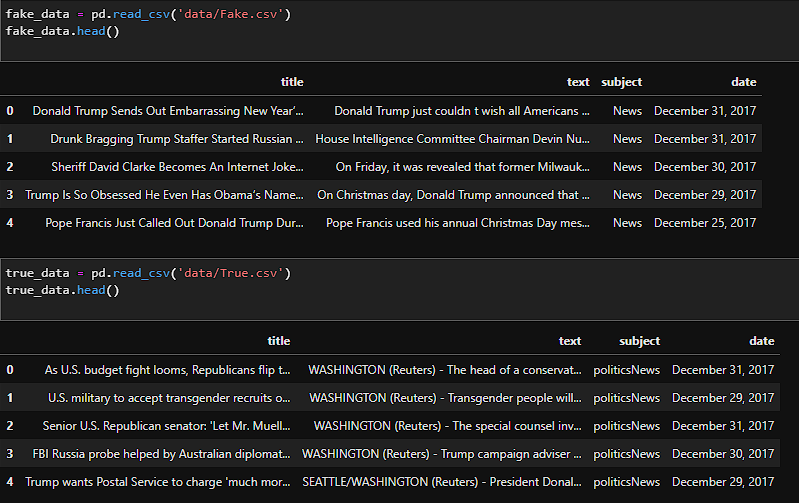 fake_data = pd.read_csv('data/Fake.csv')
fake_data.head()
title text subject date
0 Donald Trump Sends Out Embarrassing New Year’... Donald Trump just couldn t wish all Americans ... News December 31, 2017
1 Drunk Bragging Trump Staffer Started Russian ... House Intelligence Committee Chairman Devin Nu... News December 31, 2017
2 Sheriff David Clarke Becomes An Internet Joke... On Friday, it was revealed that former Milwauk... News December 30, 2017
3 Trump Is So Obsessed He Even Has Obama’s Name... On Christmas day, Donald Trump announced that ... News December 29, 2017
4 Pope Francis Just Called Out Donald Trump Dur... Pope Francis used his annual Christmas Day mes... News December 25, 2017
true_data = pd.read_csv('data/True.csv')
true_data.head()
title text subject date
0 As U.S. budget fight looms, Republicans flip t... WASHINGTON (Reuters) - The head of a conservat... politicsNews December 31, 2017
1 U.S. military to accept transgender recruits o... WASHINGTON (Reuters) - Transgender people will... politicsNews December 29, 2017
2 Senior U.S. Republican senator: 'Let Mr. Muell... WASHINGTON (Reuters) - The special counsel inv... politicsNews December 31, 2017
3 FBI Russia probe helped by Australian diplomat... WASHINGTON (Reuters) - Trump campaign adviser ... politicsNews December 30, 2017
4 Trump wants Postal Service to charge 'much mor... SEATTLE/WASHINGTON (Reuters) - President Donal... politicsNews December 29, 2017